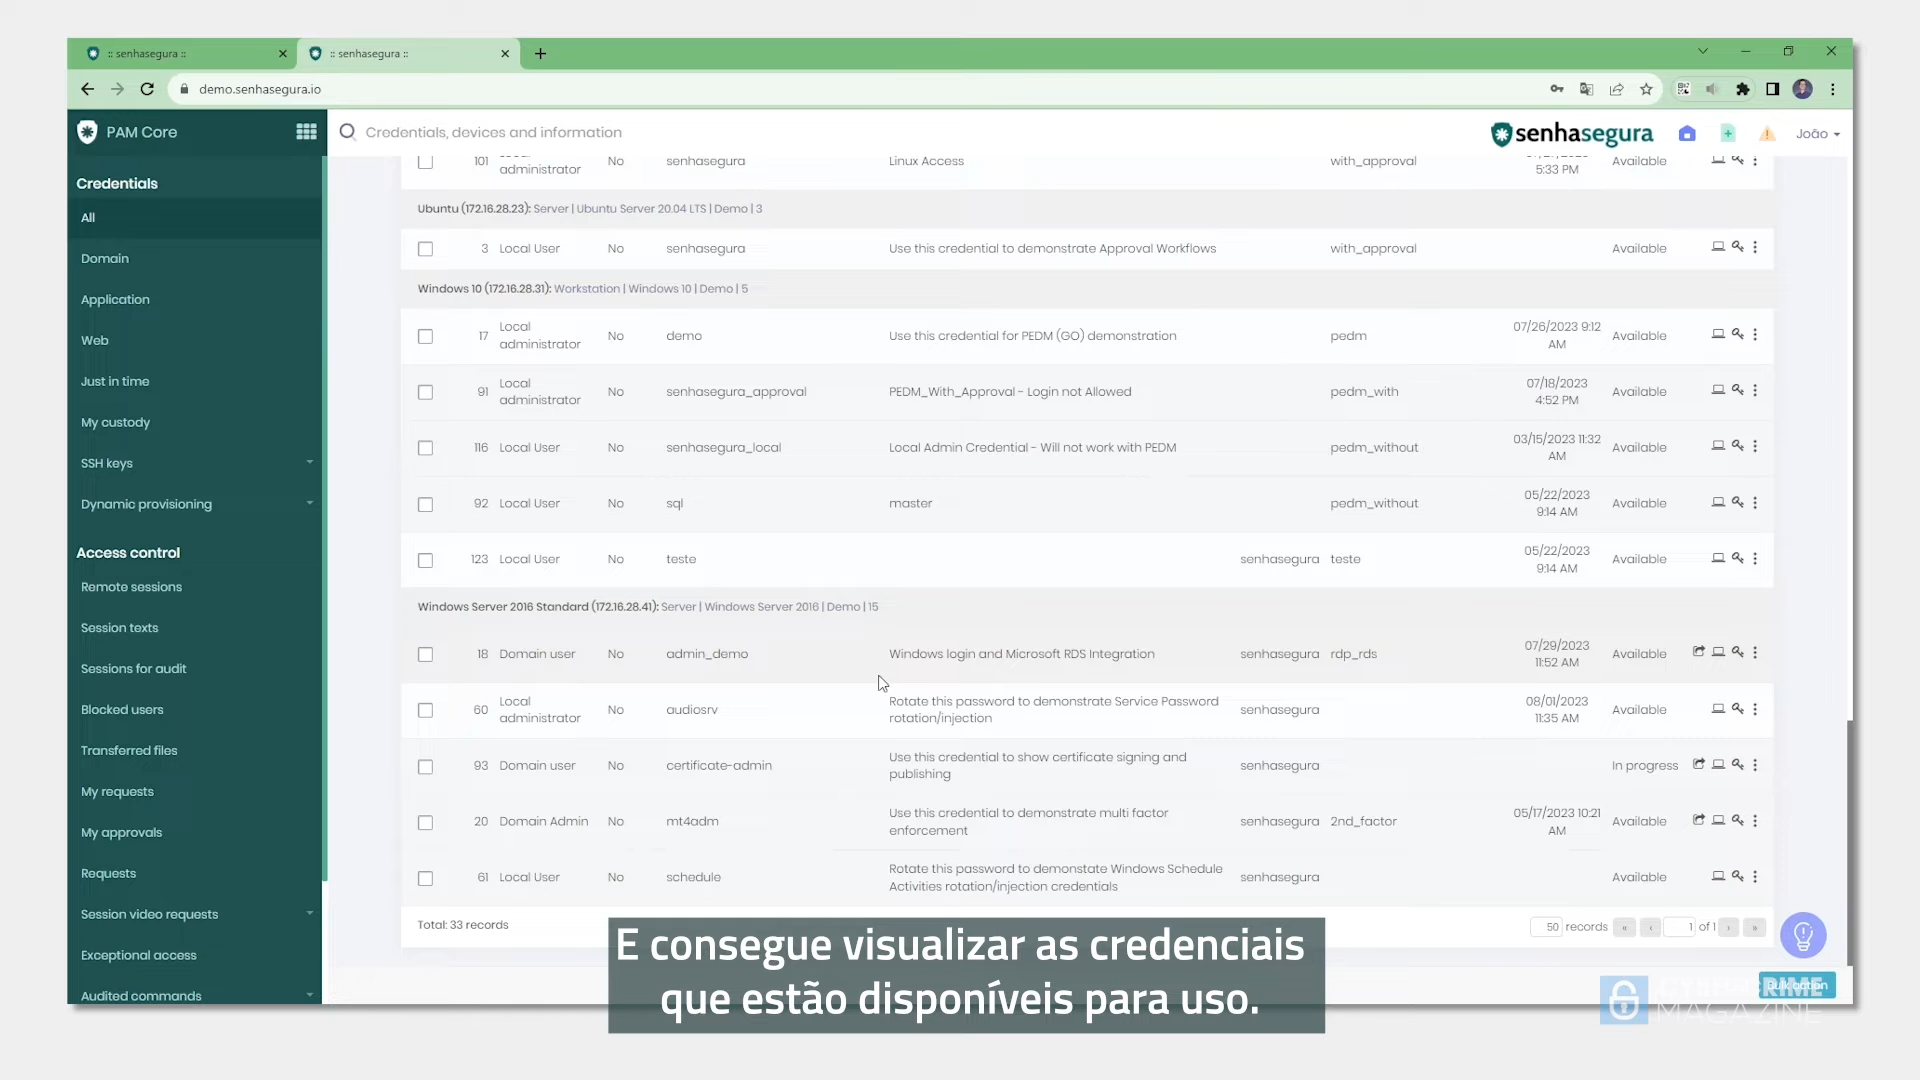 :: senhasegura ::
:: senhasegura ::
demo.senhasegura.io
PAM Core
Credentials, devices and information
senhasegura
João
Credentials
All
Domain
Application
Web
Just in time
My custody
SSH keys
Dynamic provisioning
Access control
Remote sessions
Session texts
Sessions for audit
Blocked users
Transferred files
My requests
My approvals
Requests
Session video requests
Exceptional access
Audited commands
101 administrator No senhasegura Linux Access with_approval 5:33 PM Available
Ubuntu (172.16.28.23): Server | Ubuntu Server 20.04 LTS | Demo | 3
3 Local User No senhasegura Use this credential to demonstrate Approval Workflows with_approval Available
Windows 10 (172.16.28.31): Workstation | Windows 10 | Demo | 5
17 Local administrator No demo Use this credential for PEDM (GO) demonstration pedm 07/26/2023 9:12 AM Available
91 Local administrator No senhasegura_approval PEDM_With_Approval - Login not Allowed pedm_with 07/18/2023 4:52 PM Available
116 Local User No senhasegura_local Local Admin Credential - Will not work with PEDM pedm_without 03/15/2023 11:32 AM Available
92 Local User No sql master pedm_without 05/22/2023 9:14 AM Available
123 Local User No teste senhasegura teste 05/22/2023 9:14 AM Available
Windows Server 2016 Standard (172.16.28.41): Server | Windows Server 2016 | Demo | 15
18 Domain user No admin_demo Windows login and Microsoft RDS Integration senhasegura rdp_rds 07/29/2023 11:52 AM Available
60 Local administrator No audiosrv Rotate this password to demonstrate Service Password rotation/injection senhasegura 08/01/2023 11:35 AM Available
93 Domain user No certificate-admin Use this credential to show certificate signing and publishing senhasegura In progress
20 Domain Admin No mt4adm Use this credential to demonstrate multi factor enforcement senhasegura 2nd_factor 05/17/2023 10:21 AM Available
61 Local User No schedule Rotate this password to demonstate Windows Schedule Activities rotation/injection credentials senhasegura Available
Total: 33 records
50 records « ‹ 1 of 1 › »
Bulk action
E consegue visualizar as credenciais
que estão disponíveis para uso.
MAGAZINE